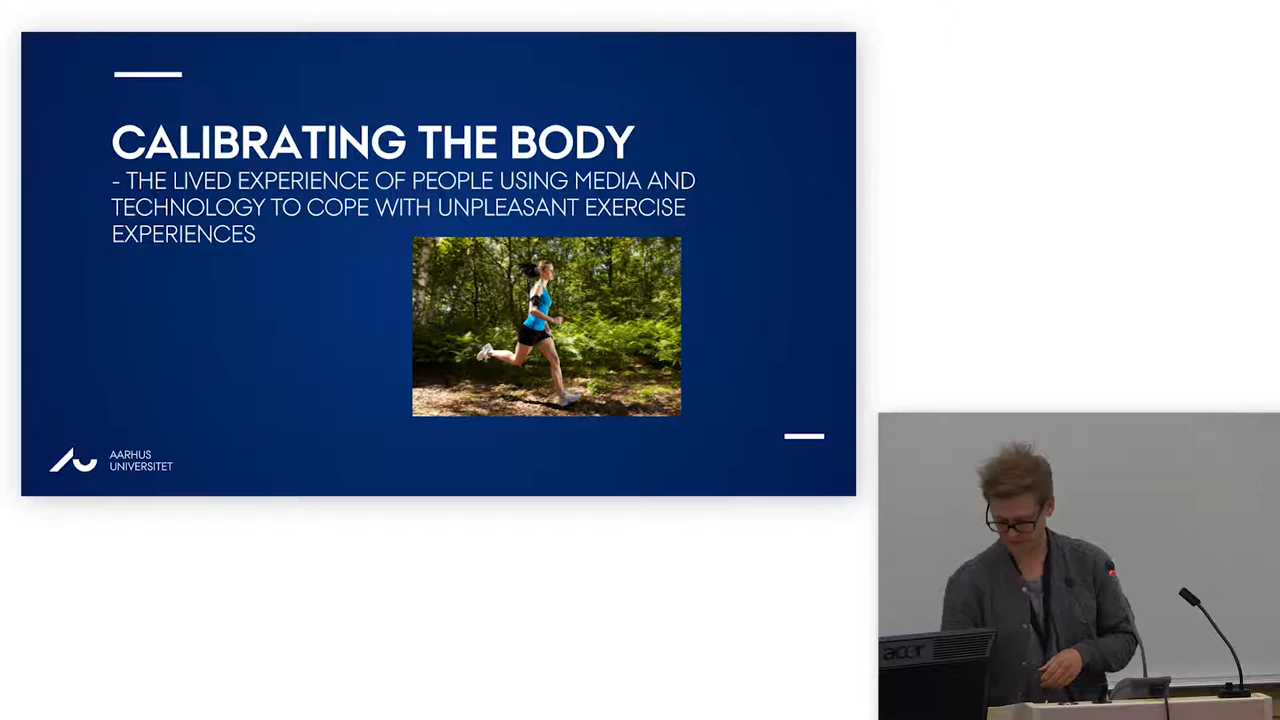 CALIBRATING THE BODY
- THE LIVED EXPERIENCE OF PEOPLE USING MEDIA AND
TECHNOLOGY TO COPE WITH UNPLEASANT EXERCISE
EXPERIENCES
AARHUS
UNIVERSITET
acer